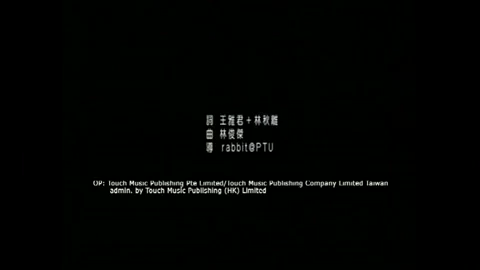 詞 王雅君+林秋離
曲 林俊傑
導 rabbit@PTU
OP: Touch Music Publishing Pte Limited/Touch Music Publishing Company Limited Taiwan
admin. by Touch Music Publishing (HK) Limited